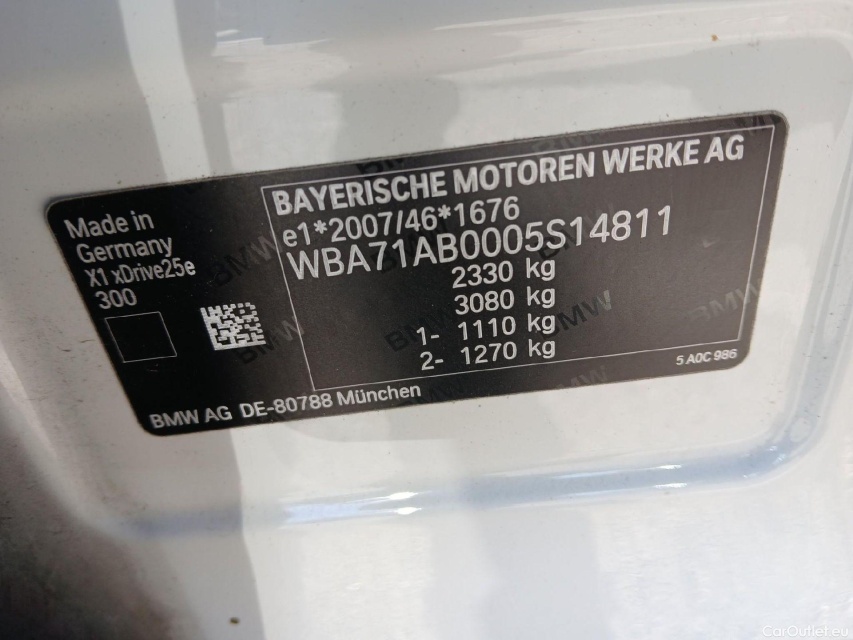 BAYERISCHE MOTOREN WERKE AG
e1*2007/46*1676
WBA71AB0005S14811
2330 kg
3080 kg
1- 1110 kg
2- 1270 kg
Made in
Germany
X1 xDrive25e
300
5 A0C 986
BMW AG DE-80788 München
CarOutlet.eu